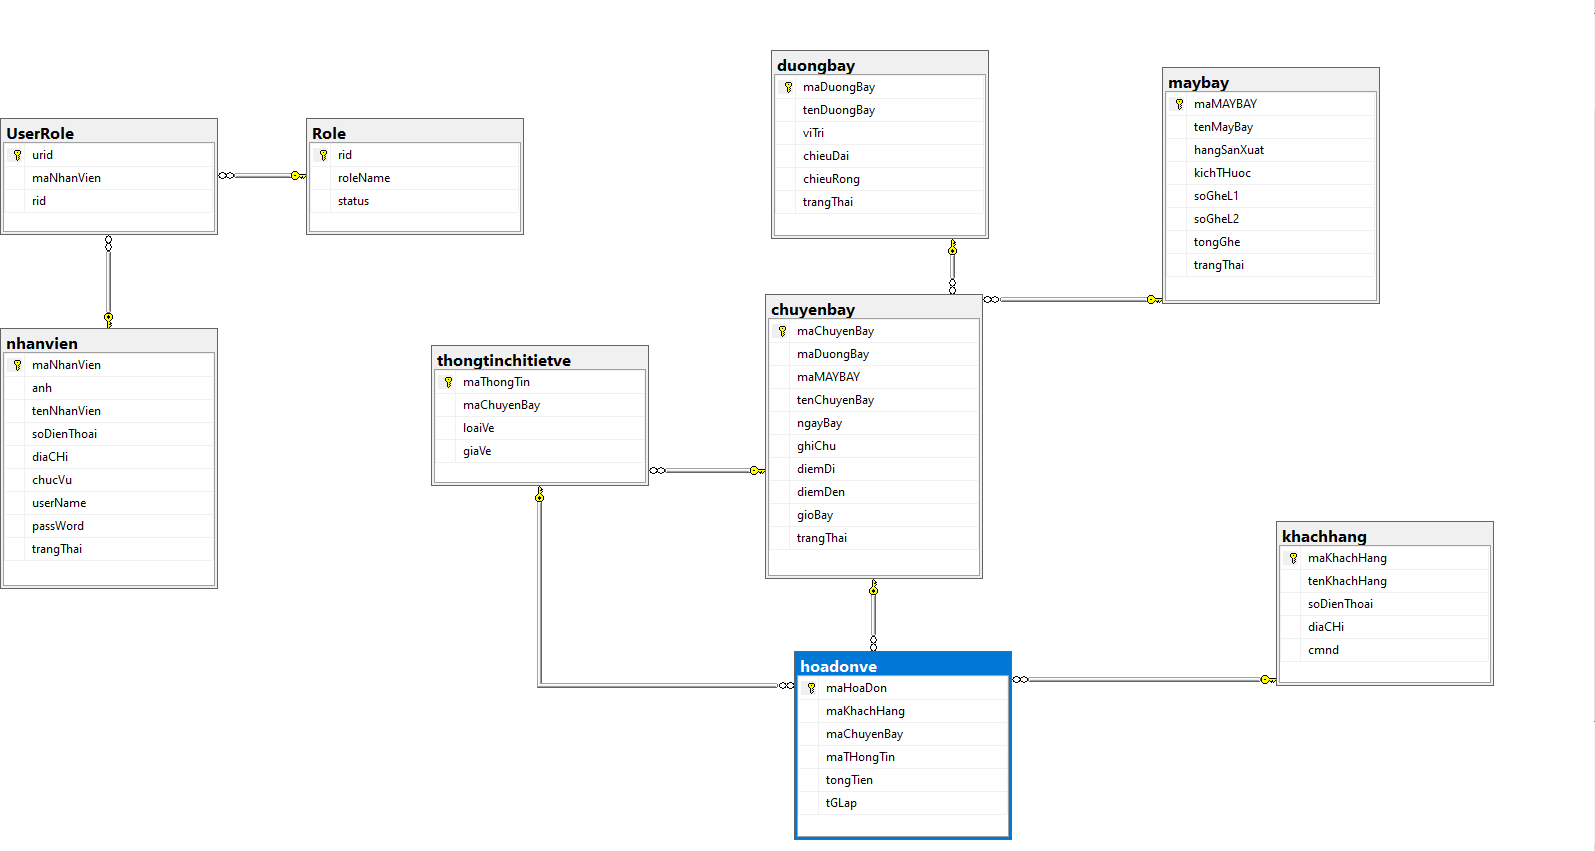 UserRole
urid
maNhanVien
rid
Role
rid
roleName
status
nhanvien
maNhanVien
anh
tenNhanVien
soDienThoai
diaCHi
chucVu
userName
passWord
trangThai
thongtinchitietve
maThongTin
maChuyenBay
loaiVe
giaVe
duongbay
maDuongBay
tenDuongBay
viTri
chieuDai
chieuRong
trangThai
maybay
maMAYBAY
tenMayBay
hangSanXuat
kichTHuoc
soGheL1
soGheL2
tongGhe
trangThai
chuyenbay
maChuyenBay
maDuongBay
maMAYBAY
tenChuyenBay
ngayBay
ghiChu
diemDi
diemDen
gioBay
trangThai
khachhang
maKhachHang
tenKhachHang
soDienThoai
diaCHi
cmnd
hoadonve
maHoaDon
maKhachHang
maChuyenBay
maTHongTin
tongTien
tGLap